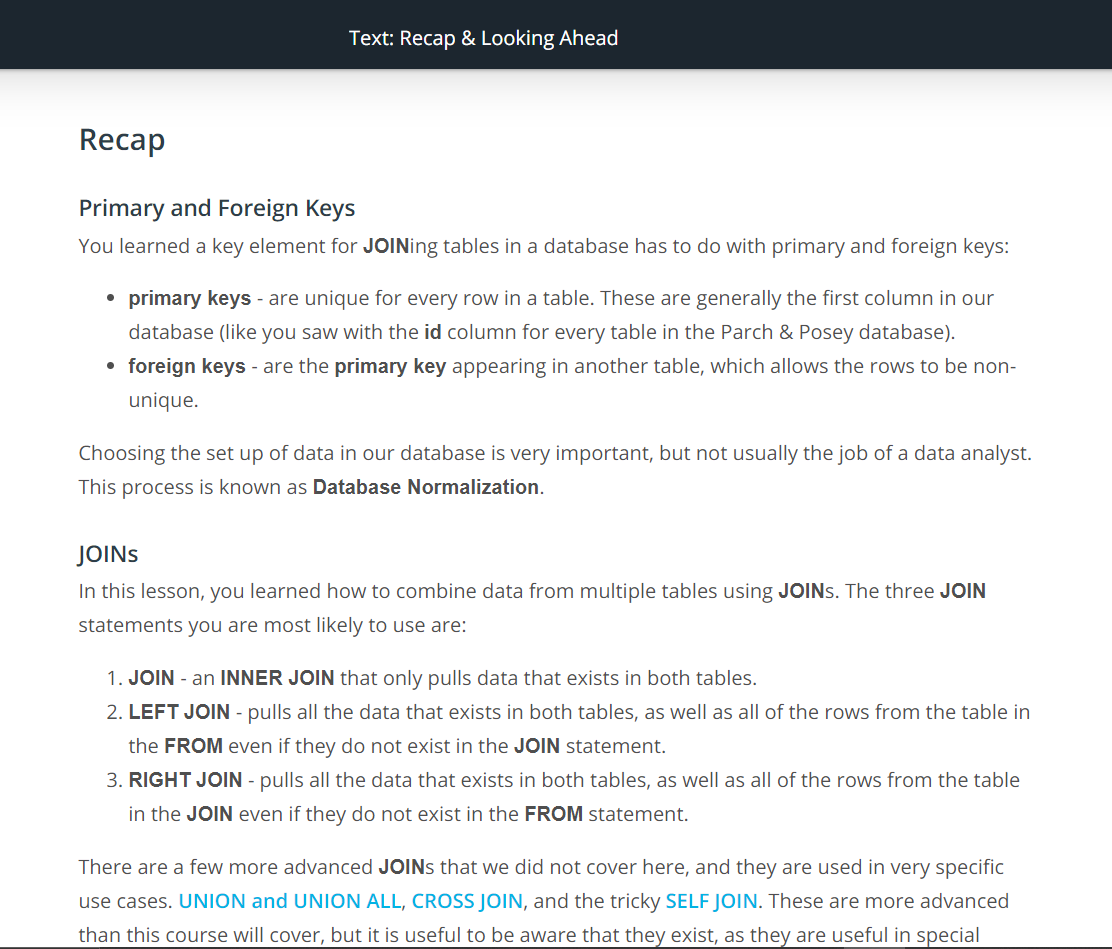 Text: Recap & Looking Ahead
Recap
Primary and Foreign Keys
You learned a key element for JOINing tables in a database has to do with primary and foreign keys:
• primary keys - are unique for every row in a table. These are generally the first column in our
database (like you saw with the id column for every table in the Parch & Posey database).
• foreign keys - are the primary key appearing in another table, which allows the rows to be non-
unique.
Choosing the set up of data in our database is very important, but not usually the job of a data analyst.
This process is known as Database Normalization.
JOINs
In this lesson, you learned how to combine data from multiple tables using JOINs. The three JOIN
statements you are most likely to use are:
1. JOIN - an INNER JOIN that only pulls data that exists in both tables.
2. LEFT JOIN - pulls all the data that exists in both tables, as well as all of the rows from the table in
the FROM even if they do not exist in the JOIN statement.
3. RIGHT JOIN - pulls all the data that exists in both tables, as well as all of the rows from the table
in the JOIN even if they do not exist in the FROM statement.
There are a few more advanced JOINs that we did not cover here, and they are used in very specific
use cases. UNION and UNION ALL, CROSS JOIN, and the tricky SELF JOIN. These are more advanced
than this course will cover, but it is useful to be aware that they exist, as they are useful in special